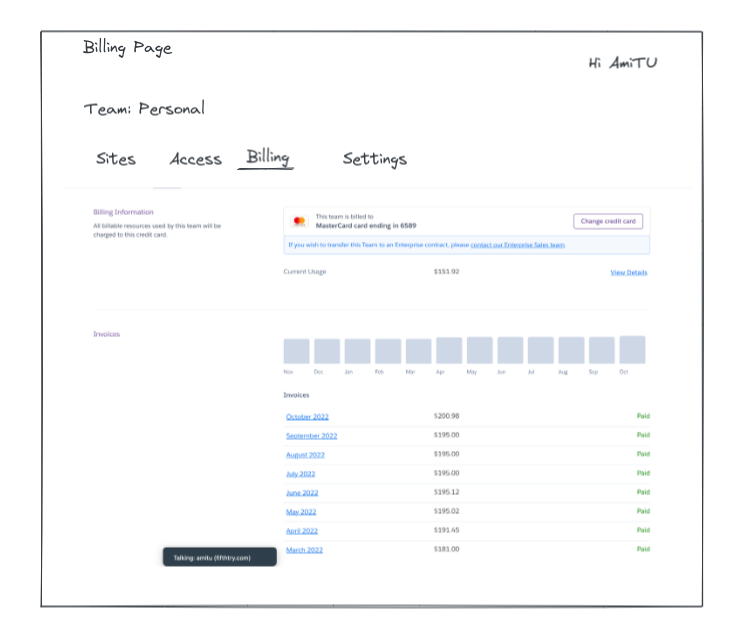 Billing Page
Hi AmiTU
Team: Personal
Sites Access Billing Settings
Billing Information
All billable resources used by this team will be
charged to this credit card.
This team is billed to
MasterCard card ending in 6589
Change credit card
If you wish to transfer this Team to an Enterprise contract, please contact our Enterprise Sales team.
Current Usage $151.92 View Details
Invoices
Nov Dec Jan Feb Mar Apr May Jun Jul Aug Sep Oct
Invoices
October 2022 $200.98 Paid
September 2022 $195.00 Paid
August 2022 $195.00 Paid
July 2022 $195.00 Paid
June 2022 $195.12 Paid
May 2022 $195.02 Paid
April 2022 $191.45 Paid
March 2022 $181.00 Paid
Talking: amitu